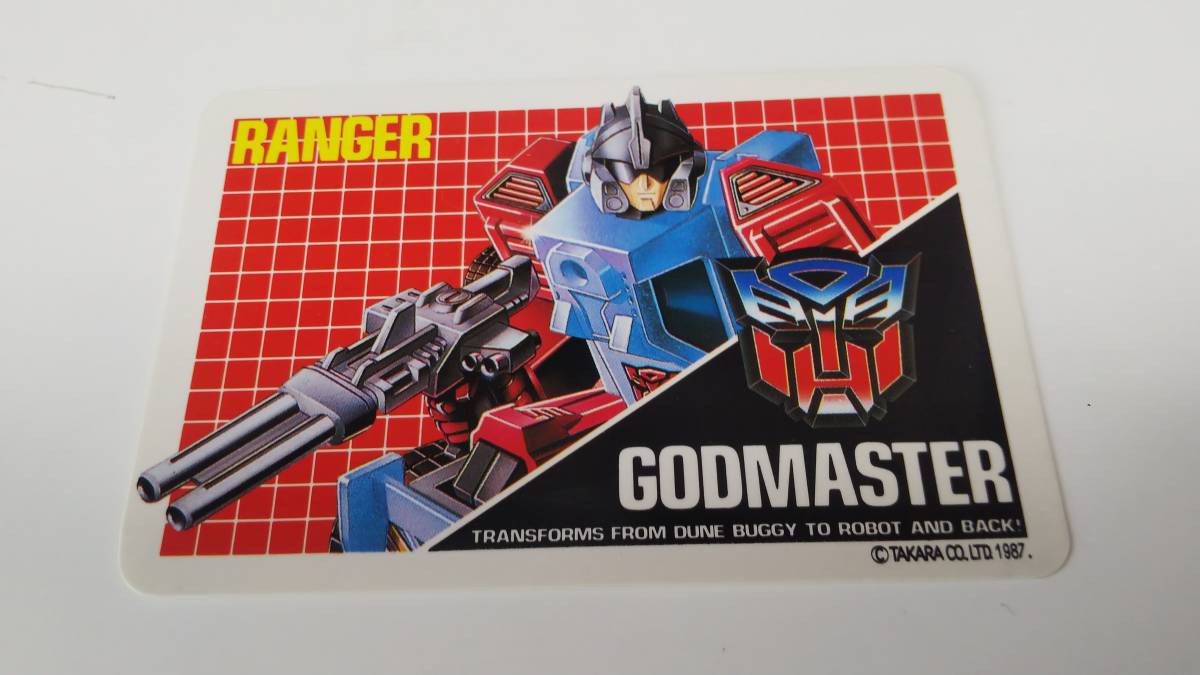 RANGER
GODMASTER
TRANSFORMS FROM DUNE BUGGY TO ROBOT AND BACK!
©TAKARA CO.,LTD. 1987.